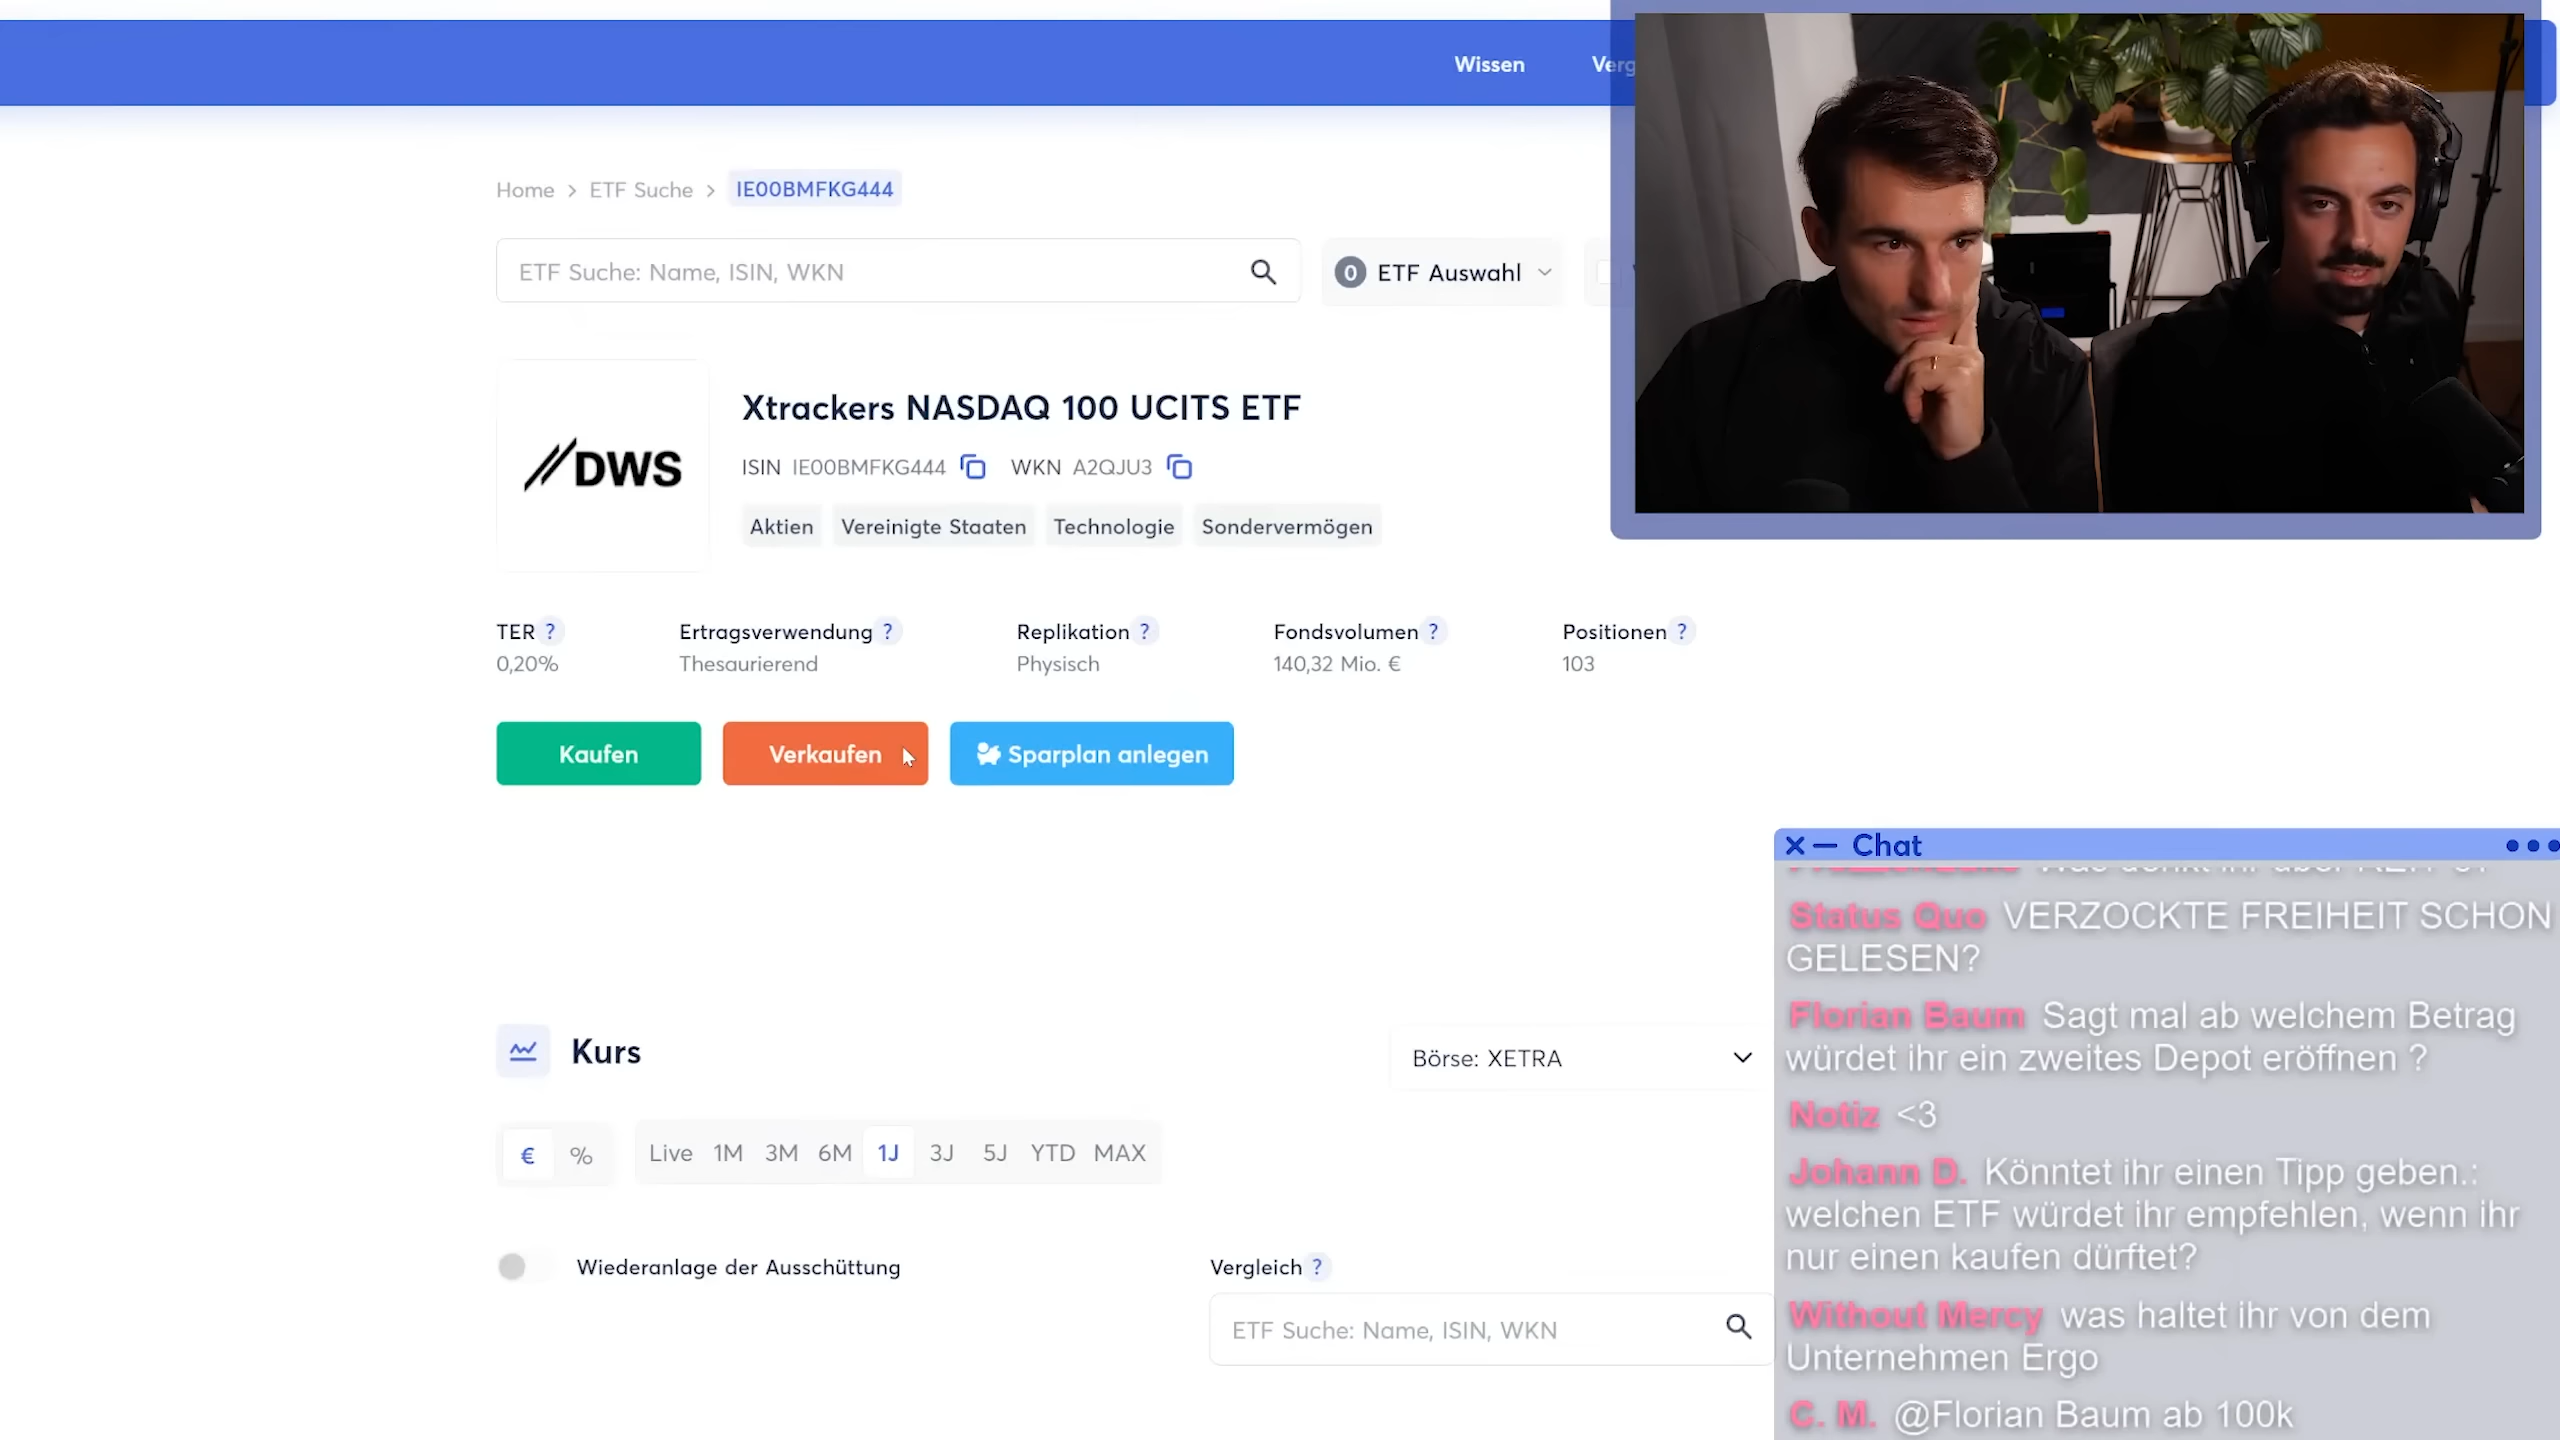 Wissen
Home > ETF Suche > IE00BMFKG444
ETF Suche: Name, ISIN, WKN
0 ETF Auswahl
DWS
Xtrackers NASDAQ 100 UCITS ETF
ISIN IE00BMFKG444 WKN A2QJU3
Aktien Vereinigte Staaten Technologie Sondervermögen
TER ? Ertragsverwendung ? Replikation ? Fondsvolumen ? Positionen ?
0,20% Thesaurierend Physisch 140,32 Mio. € 103
Kaufen Verkaufen Sparplan anlegen
Kurs
Börse: XETRA
€ % Live 1M 3M 6M 1J 3J 5J YTD MAX
Wiederanlage der Ausschüttung
Vergleich ?
ETF Suche: Name, ISIN, WKN
Chat
Status Quo VERZOCKTE FREIHEIT SCHON
GELESEN?
Florian Baum Sagt mal ab welchem Betrag
würdet ihr ein zweites Depot eröffnen ?
Notiz <3
Johann D. Könntet ihr einen Tipp geben.:
welchen ETF würdet ihr empfehlen, wenn ihr
nur einen kaufen dürftet?
Without Mercy was haltet ihr von dem
Unternehmen Ergo
C. M. @Florian Baum ab 100k